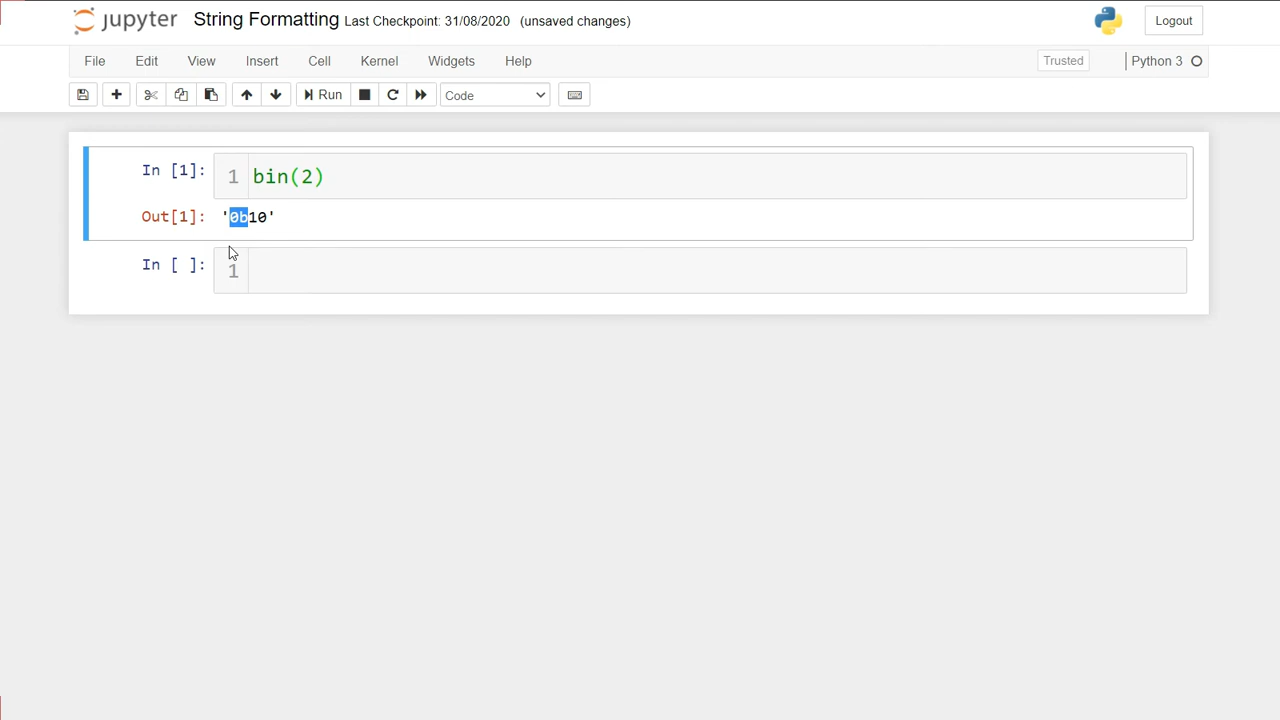 jupyter String Formatting Last Checkpoint: 31/08/2020 (unsaved changes) Logout
File Edit View Insert Cell Kernel Widgets Help Trusted Python 3
Run Code
In [1]: 1 bin(2)
Out[1]: '0b10'
In [ ]: 1